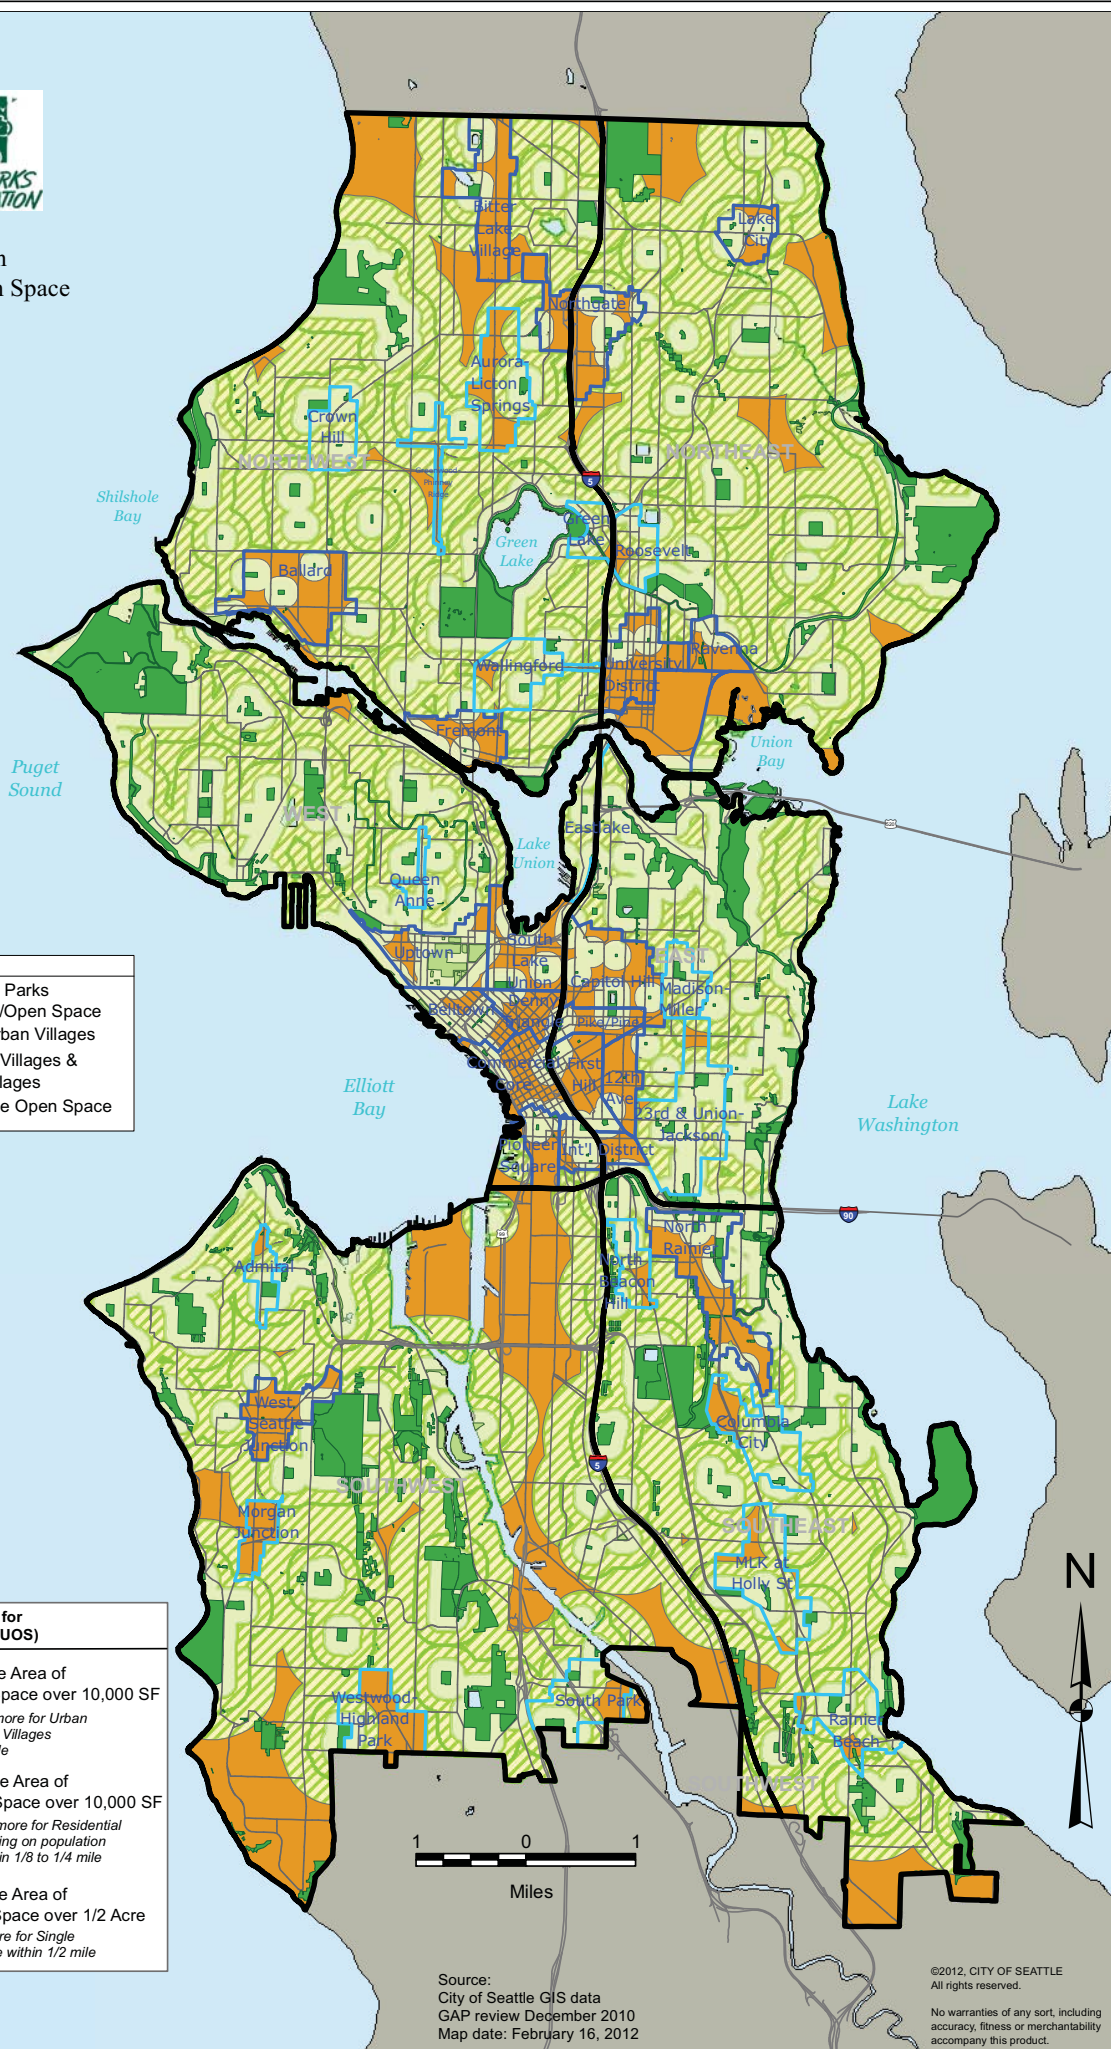 Space
Bitter
Lake
Village
Lake
City
Northgate
Aurora-
Licton
Springs
Crown
Hill
NORTHWEST
NORTHEAST
Greenwood-
Phinney
Ridge
5
Shilshole
Bay
Green
Lake
Green
Lake
Roosevelt
Ballard
Wallingford
University
District
Ravenna
Fremont
Union
Bay
Puget
Sound
WEST
Eastlake
520
Lake
Union
Queen
Anne
Uptown
South
Lake
Union
Capitol Hill
EAST
Madison-
Miller
Belltown
Denny
Triangle
Pike/Pine
Parks
/Open Space
Villages &
e Open Space
Commercial
Core
First
Hill
12th
Ave
Elliott
Bay
23rd & Union-
Jackson
Lake
Washington
Pioneer
Square
Int'l District
90
99
North
Rainier
North
Beacon
Hill
Admiral
West
Seattle
Junction
Columbia
City
5
SOUTHWEST
Morgan
Junction
SOUTHEAST
MLK at
Holly St
N
for
UOS)
e Area of
pace over 10,000 SF
more for Urban
Villages
e Area of
Space over 10,000 SF
more for Residential
ing on population
in 1/8 to 1/4 mile
e Area of
Space over 1/2 Acre
re for Single
e within 1/2 mile
Westwood-
Highland
Park
South Park
Rainier
Beach
SOUTHWEST
1 0 1
Miles
Source:
City of Seattle GIS data
GAP review December 2010
Map date: February 16, 2012
©2012, CITY OF SEATTLE
All rights reserved.
No warranties of any sort, including
accuracy, fitness or merchantability
accompany this product.